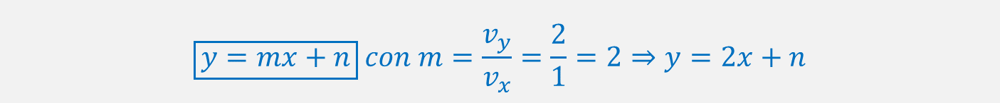 y = mx + n con m = v_y/v_x = 2/1 = 2 ⇒ y = 2x + n